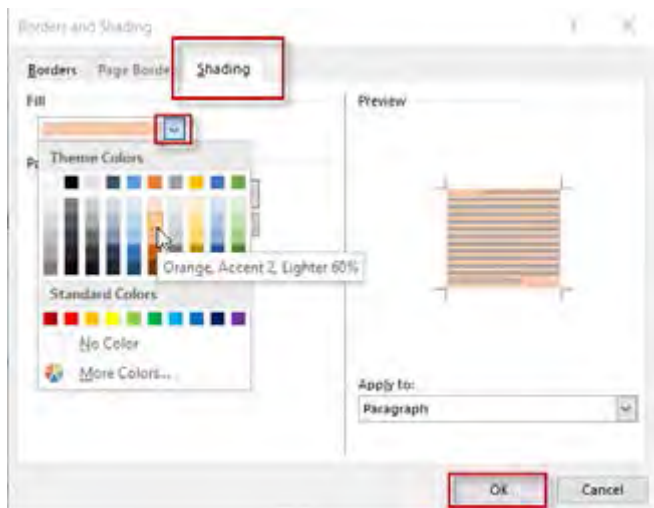 Borders and Shading
Borders Page Border Shading
Fill
Preview
Theme Colors
Orange, Accent 2, Lighter 60%
Standard Colors
No Color
More Colors...
Apply to:
Paragraph
OK Cancel